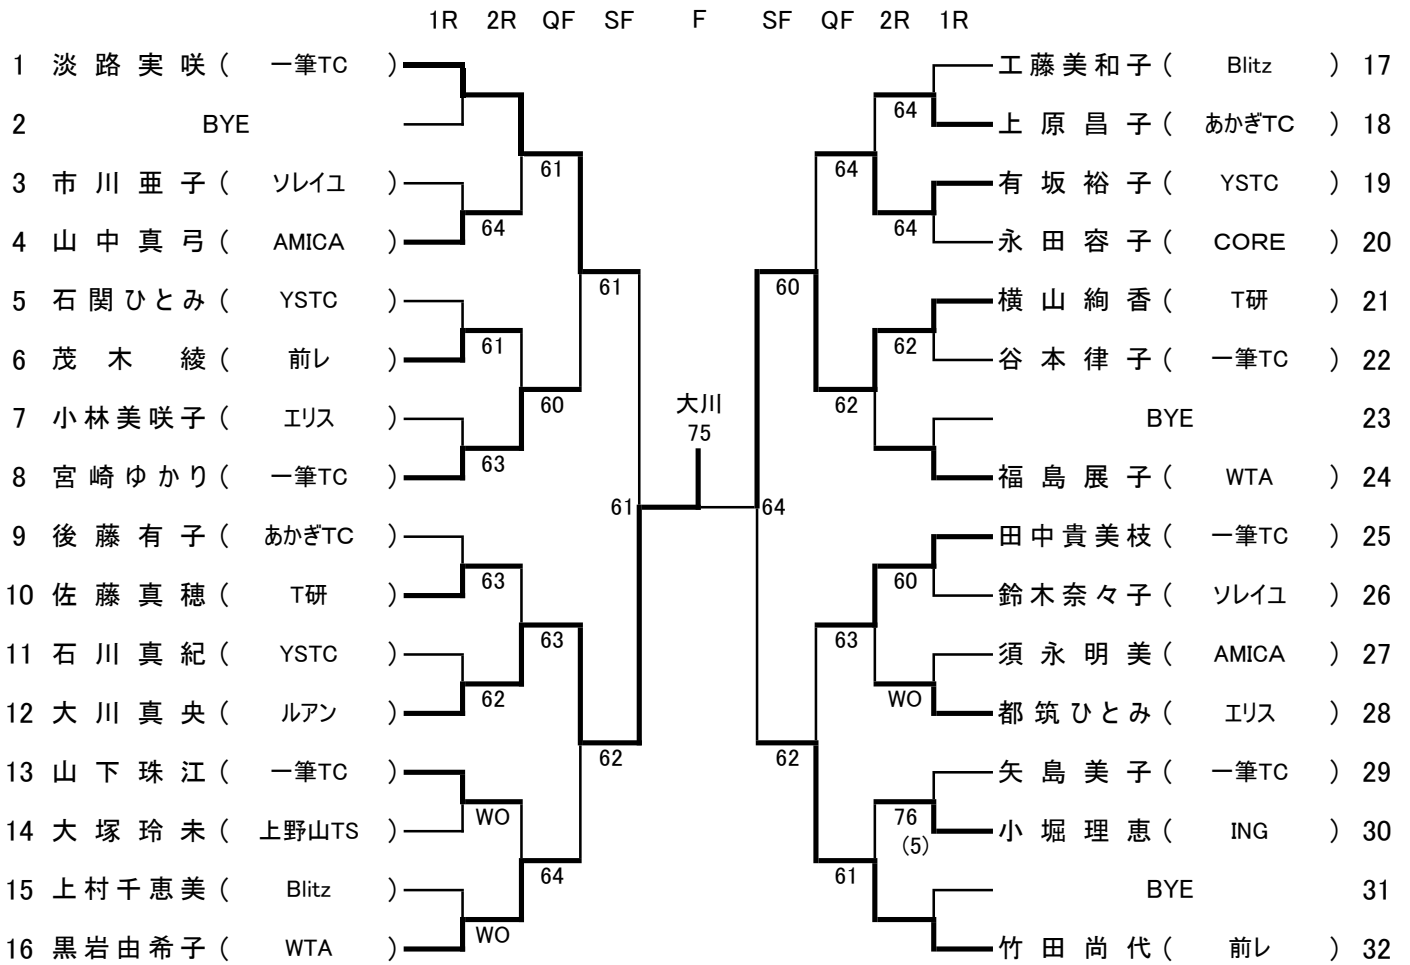 1R 2R QF SF F SF QF 2R 1R
1 淡路実咲 ( 一筆TC ) 工藤美和子 ( Blitz ) 17
64
2 BYE 上原昌子 ( あかぎTC ) 18
61 64
3 市川亜子 ( ソレイユ ) 有坂裕子 ( YSTC ) 19
64 64
4 山中真弓 ( AMICA ) 永田容子 ( CORE ) 20
61 60
5 石関ひとみ ( YSTC ) 横山絢香 ( T研 ) 21
61 62
6 茂木綾 ( 前レ ) 谷本律子 ( 一筆TC ) 22
60 大川 62
7 小林美咲子 ( エリス ) BYE 23
75
63
8 宮崎ゆかり ( 一筆TC ) 福島展子 ( WTA ) 24
61 64
9 後藤有子 ( あかぎTC ) 田中貴美枝 ( 一筆TC ) 25
63 60
10 佐藤真穂 ( T研 ) 鈴木奈々子 ( ソレイユ ) 26
63 63
11 石川真紀 ( YSTC ) 須永明美 ( AMICA ) 27
62 WO
12 大川真央 ( ルアン ) 都筑ひとみ ( エリス ) 28
62 62
13 山下珠江 ( 一筆TC ) 矢島美子 ( 一筆TC ) 29
WO 76
14 大塚玲未 ( 上野山TS ) 小堀理恵 ( ING ) 30
(5)
64 61
15 上村千恵美 ( Blitz ) BYE 31
WO
16 黒岩由希子 ( WTA ) 竹田尚代 ( 前レ ) 32